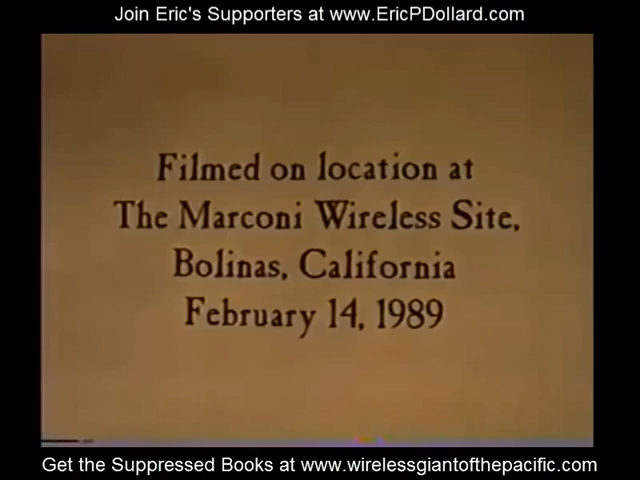 Join Eric's Supporters at www.EricPDollard.com
Filmed on location at
The Marconi Wireless Site,
Bolinas, California
February 14, 1989
Get the Suppressed Books at www.wirelessgiantofthepacific.com